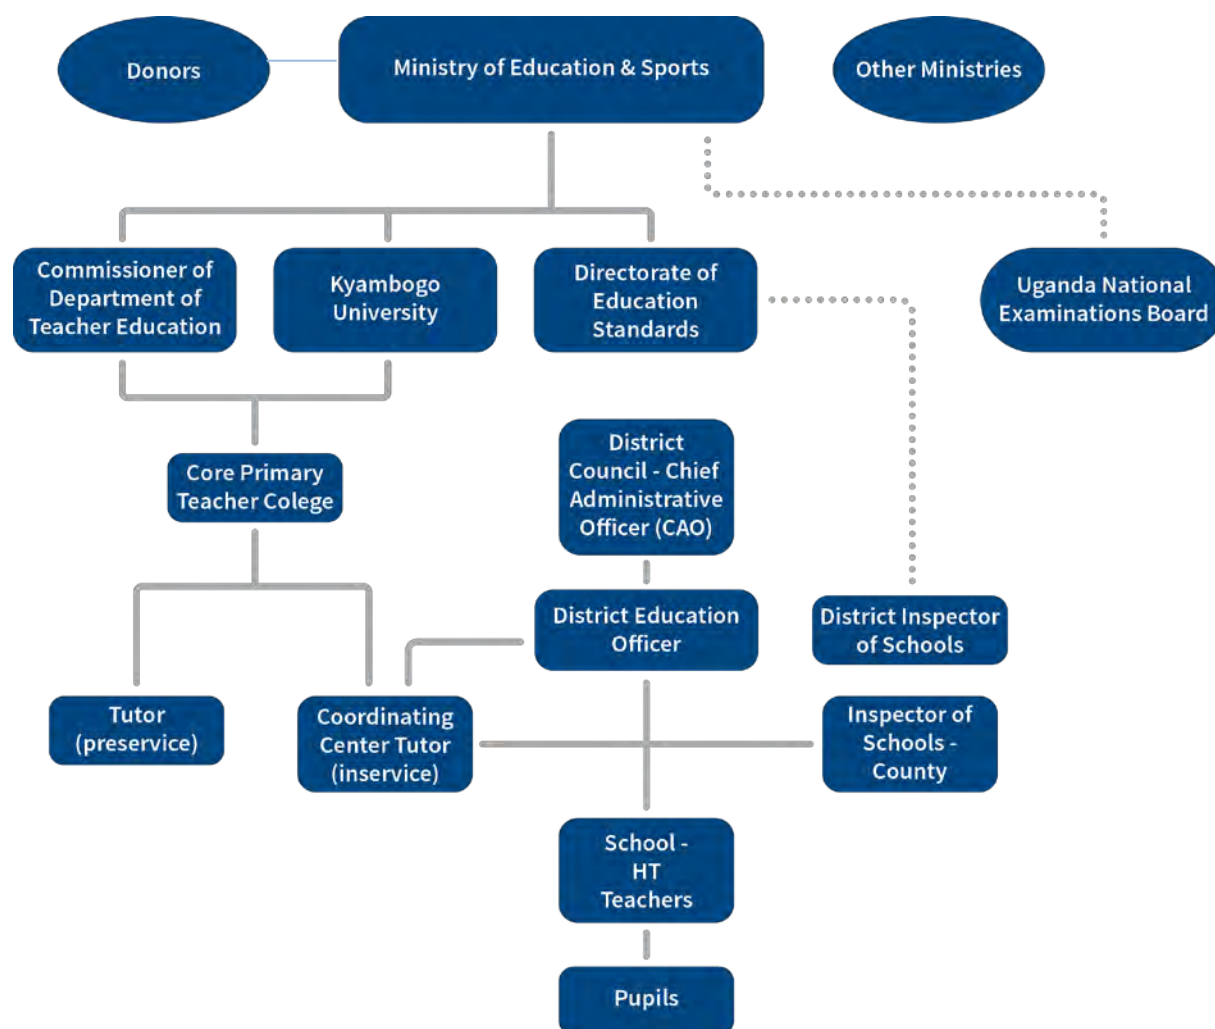 Donors
Ministry of Education & Sports
Other Ministries
Commissioner of
Department of
Teacher Education
Kyambogo
University
Directorate of
Education
Standards
Uganda National
Examinations Board
Core Primary
Teacher Colege
District
Council - Chief
Administrative
Officer (CAO)
District Education
Officer
District Inspector
of Schools
Tutor
(preservice)
Coordinating
Center Tutor
(inservice)
Inspector of
Schools -
County
School -
HT
Teachers
Pupils